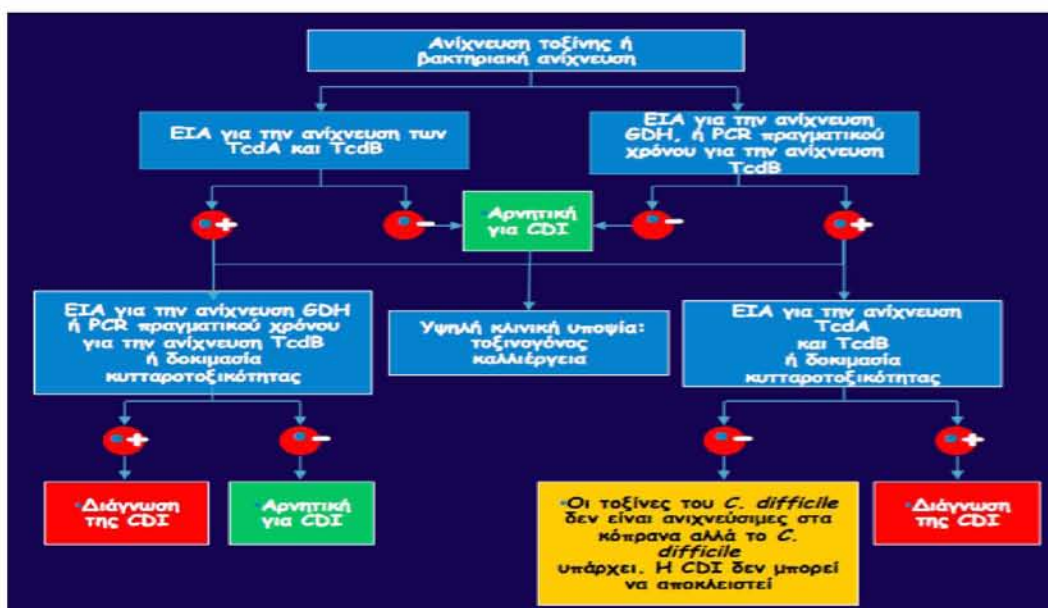 Ανίχνευση τοξίνης ή
βακτηριακή ανίχνευση
ΕΙΑ για την ανίχνευση των
TcdA και TcdB
ΕΙΑ για την ανίχνευση
GDH, ή PCR πραγματικού
χρόνου για την ανίχνευση
TcdB
+
-
Αρνητική
για CDI
-
+
ΕΙΑ για την ανίχνευση GDH
ή PCR πραγματικού χρόνου
για την ανίχνευση TcdB
ή δοκιμασία
κυτταροτοξικότητας
Υψηλή κλινική υποψία:
τοξινογόνος
καλλιέργεια
ΕΙΑ για την ανίχνευση
TcdA
και TcdB
ή δοκιμασία
κυτταροτοξικότητας
+
-
-
+
Διάγνωση
της CDI
Αρνητική
για CDI
Οι τοξίνες του C. difficile
δεν είναι ανιχνεύσιμες στα
κόπρανα αλλά το C.
difficile
υπάρχει. Η CDI δεν μπορεί
να αποκλειστεί
Διάγνωση
της CDI